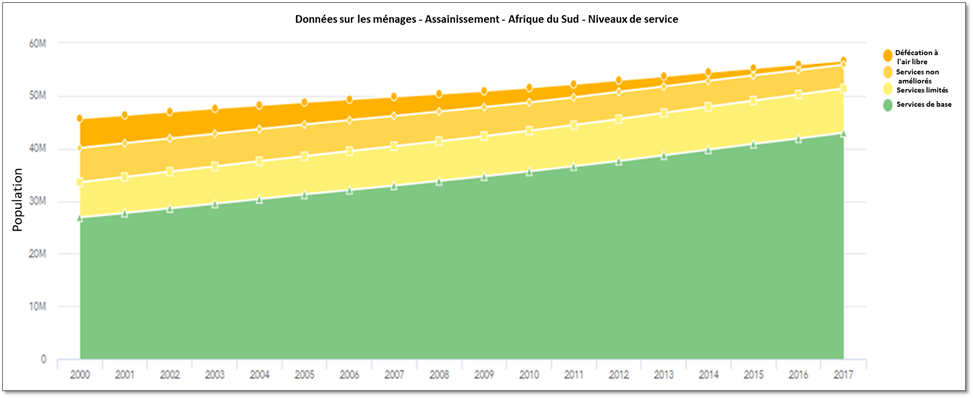 Données sur les ménages - Assainissement - Afrique du Sud - Niveaux de service
60M
50M
40M
30M
20M
10M
0
Population
2000 2001 2002 2003 2004 2005 2006 2007 2008 2009 2010 2011 2012 2013 2014 2015 2016 2017
Défécation à
l'air libre
Services non
améliorés
Services limités
Services de base